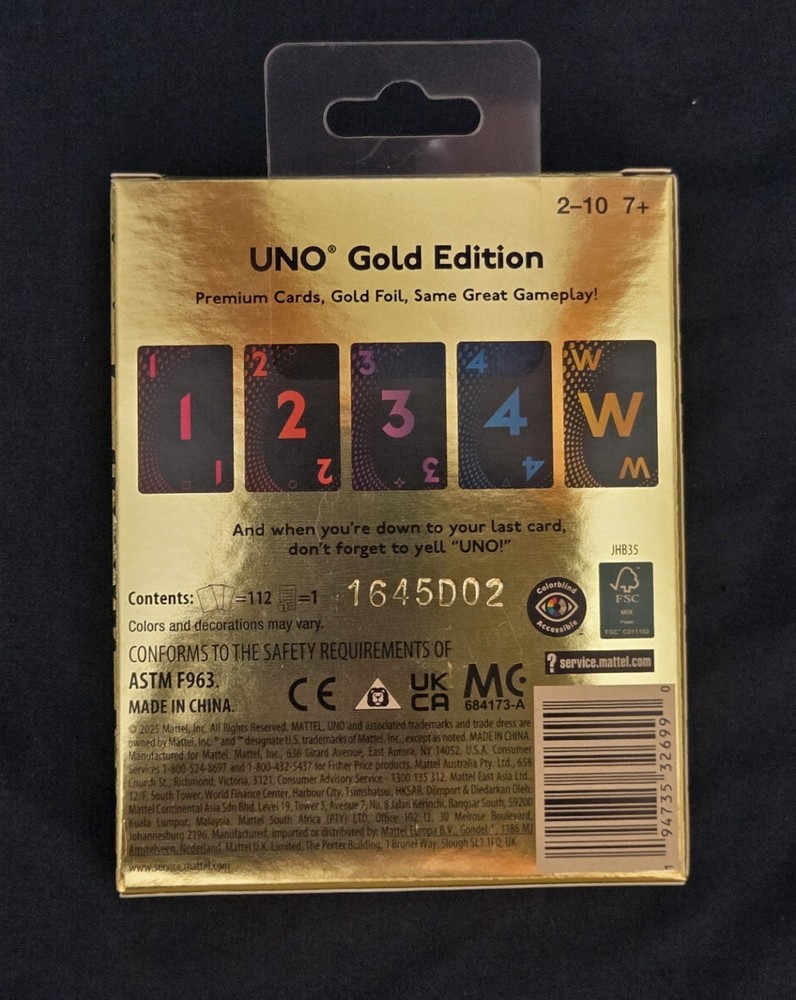 2–10 7+
UNO® Gold Edition
Premium Cards, Gold Foil, Same Great Gameplay!
1 2 3 4 W
1 2 3 4 W
1 2 3 4 W
And when you're down to your last card,
don't forget to yell “UNO!”
JHB35
Contents: =112 =1 1645D02
Colorblind
Accessible
FSC
MIX
Paper
FSC® C011102
Colors and decorations may vary.
CONFORMS TO THE SAFETY REQUIREMENTS OF
ASTM F963.
MADE IN CHINA.
CE
UK
CA
MC
684173-A
? service.mattel.com
© 2025 Mattel, Inc. All Rights Reserved. MATTEL, UNO and associated trademarks and trade dress are
owned by Mattel, Inc. ® and ™ designate U.S. trademarks of Mattel, Inc., except as noted. MADE IN CHINA.
Manufactured for Mattel. Mattel, Inc., 636 Girard Avenue, East Aurora, NY 14052, U.S.A. Consumer
Services 1-800-524-8697 and 1-800-432-5437 for Fisher Price products. Mattel Australia Pty. Ltd., 658
Church St., Richmond, Victoria, 3121. Consumer Advisory Service - 1300 135 312. Mattel East Asia Ltd.,
12/F, South Tower, World Finance Center, Harbour City, Tsimshatsui, HKSAR. Diimport & Diedarkan Oleh:
Mattel Continental Asia Sdn Bhd. Level 19, Tower 3, Avenue 7, No. 8 Jalan Kerinchi, Bangsar South, 59200
Kuala Lumpur, Malaysia. Mattel South Africa (PTY) LTD, Office 102 I3, 30 Melrose Boulevard,
Johannesburg 2196. Manufactured, imported or distributed by: Mattel Europa B.V., Gondel 1, 1186 MJ
Amstelveen, Nederland. Mattel U.K. Limited, The Porter Building, 1 Brunel Way, Slough SL1 1FQ, UK.
www.service.mattel.com
1 94735 32699 0